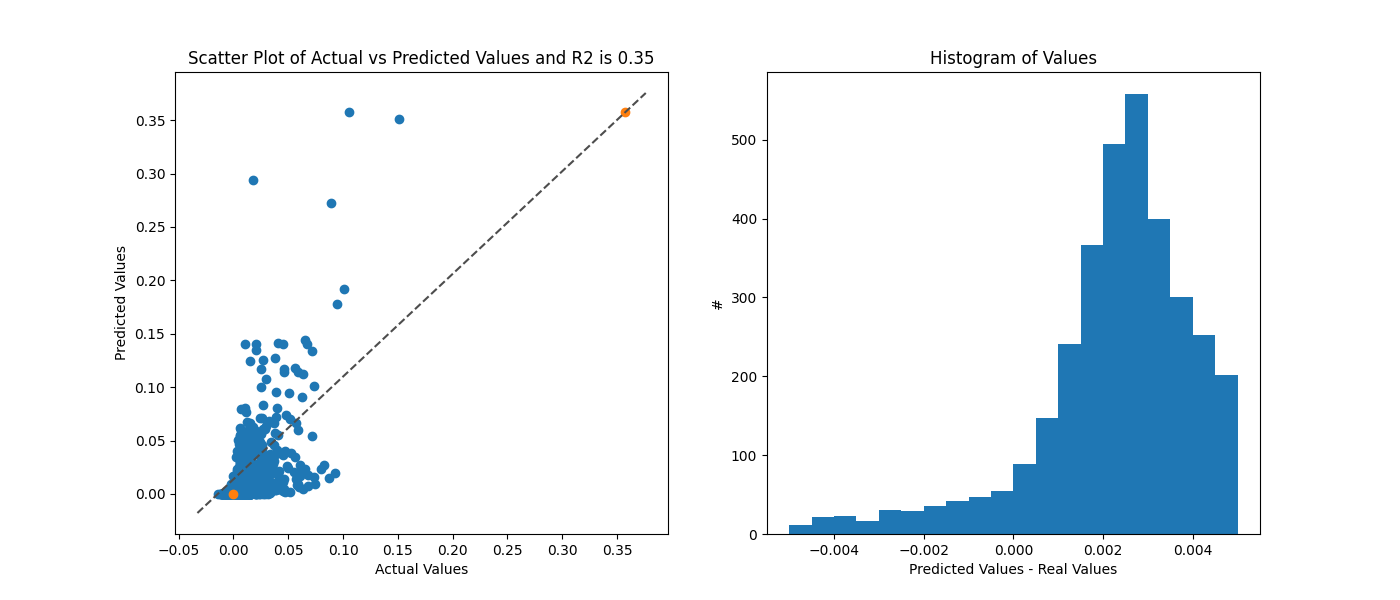 Scatter Plot of Actual vs Predicted Values and R2 is 0.35
Predicted Values
0.35
0.30
0.25
0.20
0.15
0.10
0.05
0.00
−0.05 0.00 0.05 0.10 0.15 0.20 0.25 0.30 0.35
Actual Values
Histogram of Values
#
500
400
300
200
100
0
−0.004 −0.002 0.000 0.002 0.004
Predicted Values - Real Values